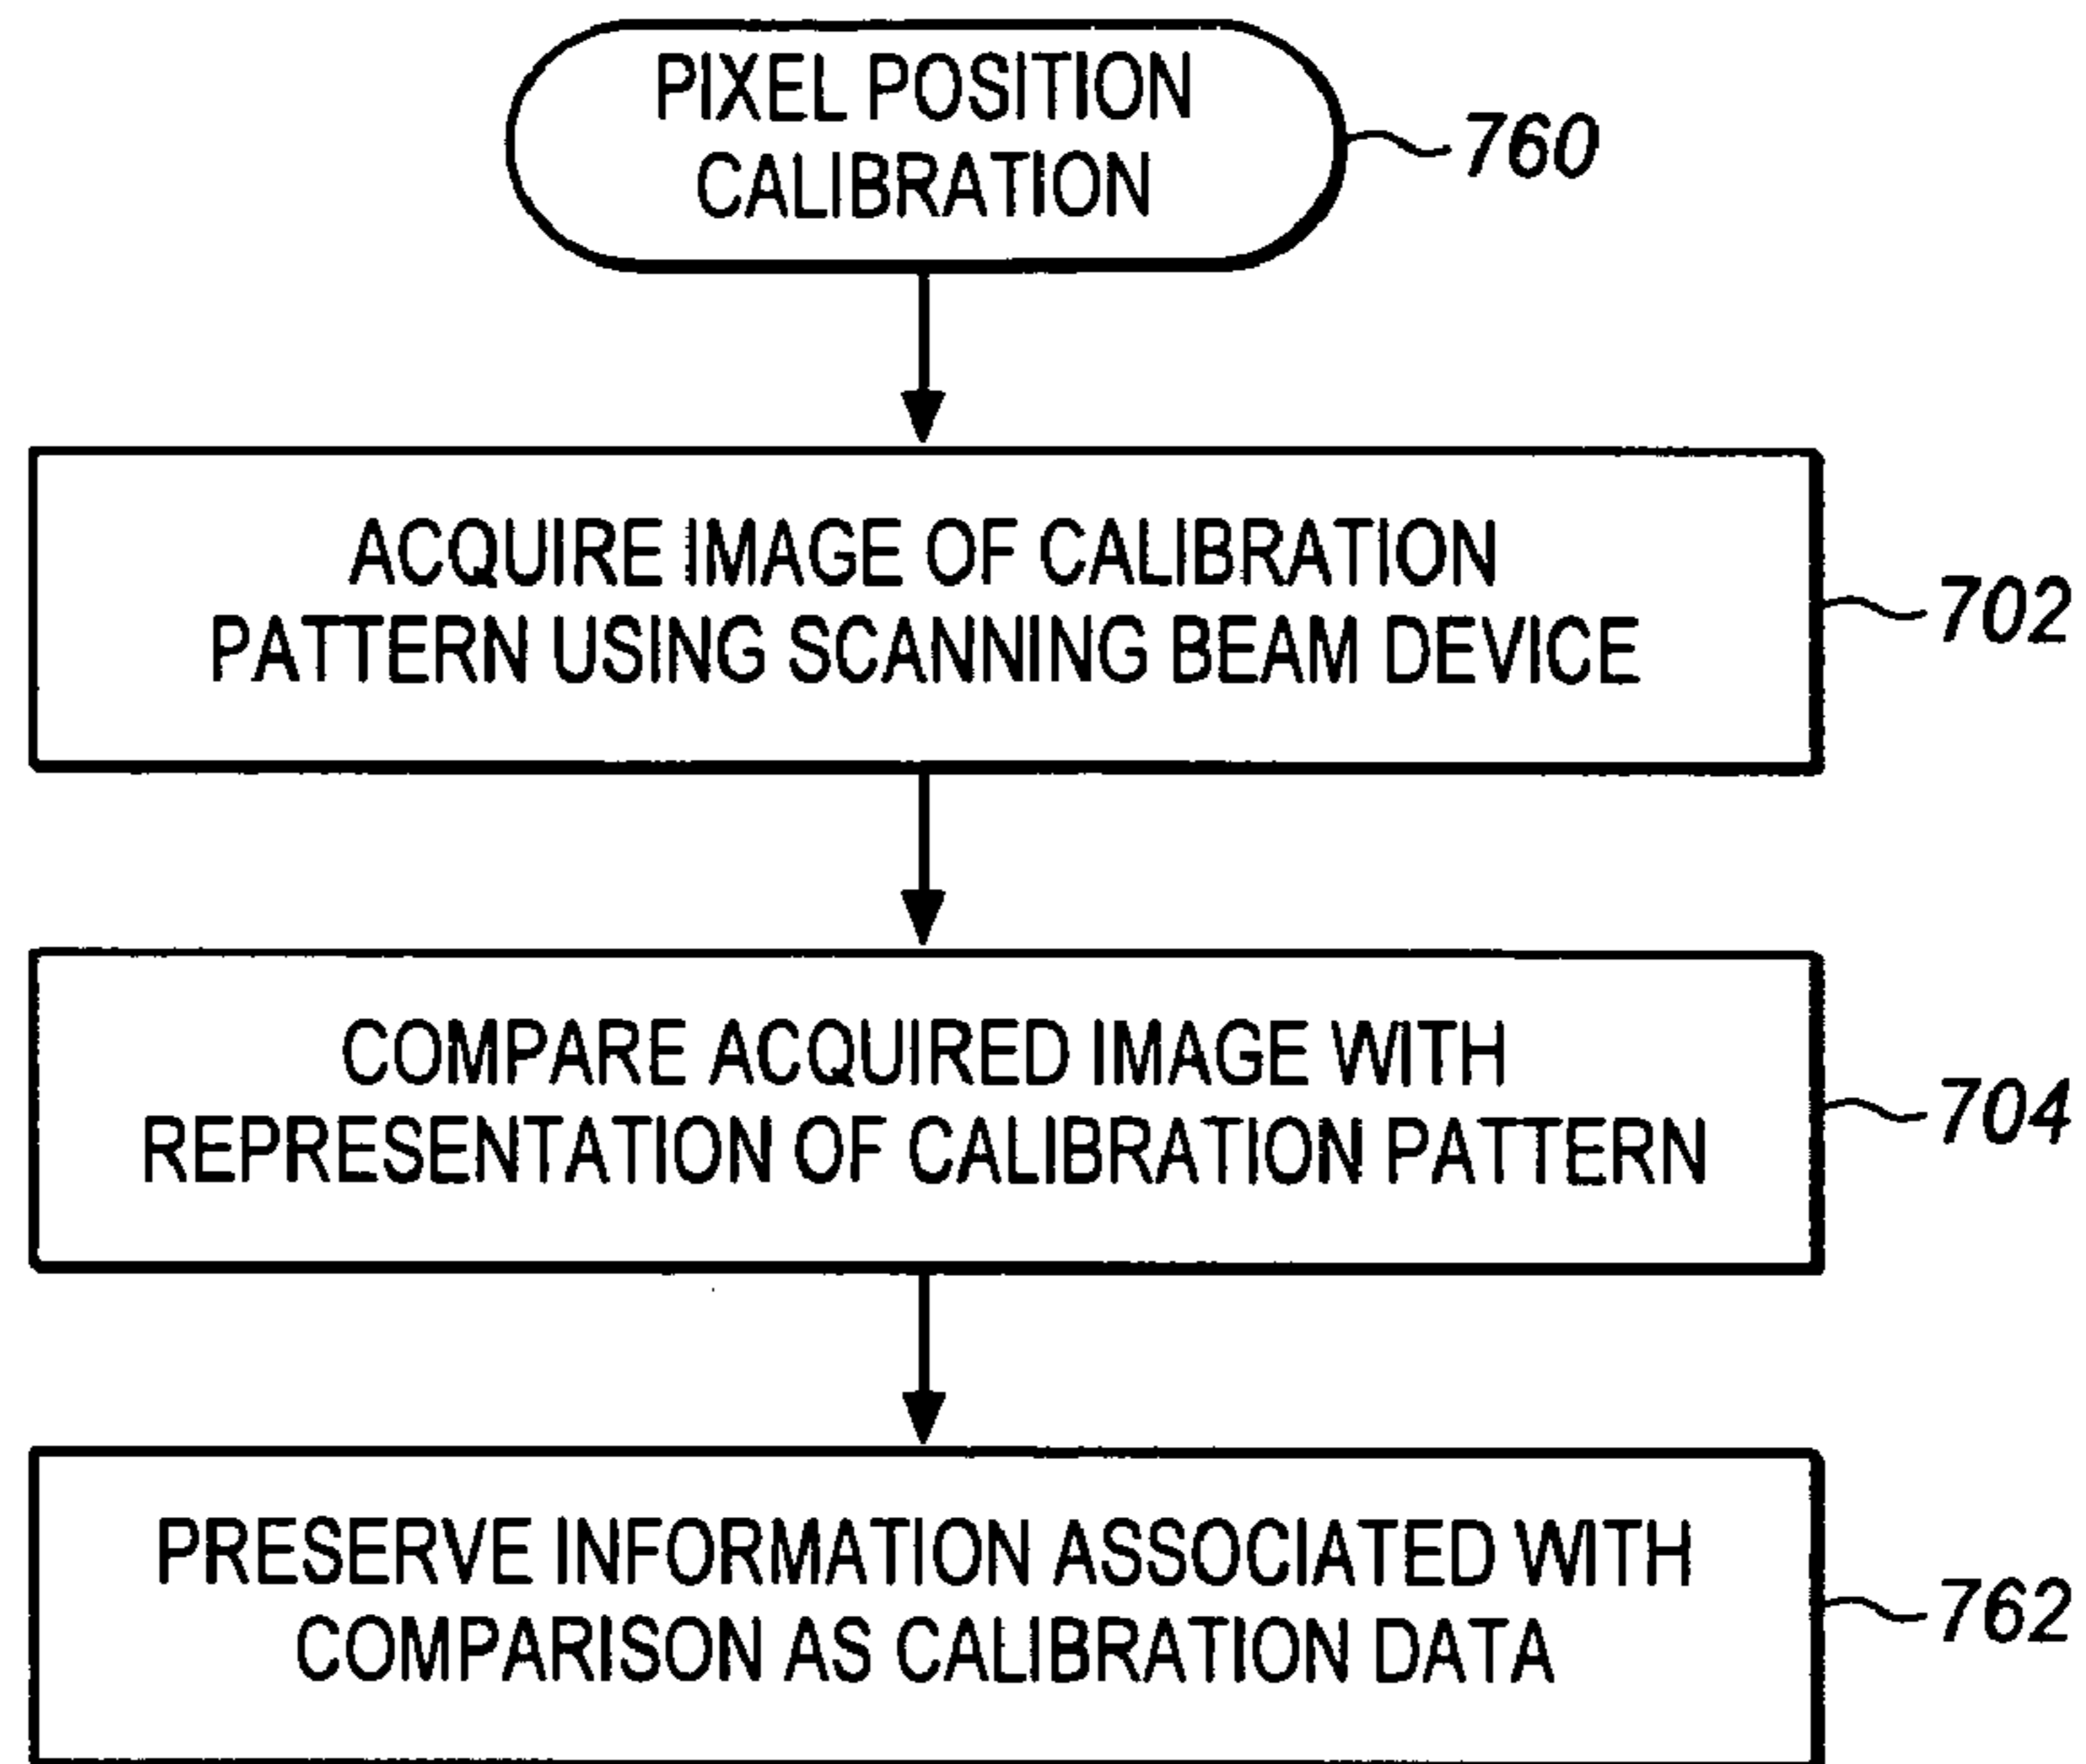 PIXEL POSITION
CALIBRATION
760
ACQUIRE IMAGE OF CALIBRATION
PATTERN USING SCANNING BEAM DEVICE
702
COMPARE ACQUIRED IMAGE WITH
REPRESENTATION OF CALIBRATION PATTERN
704
PRESERVE INFORMATION ASSOCIATED WITH
COMPARISON AS CALIBRATION DATA
762